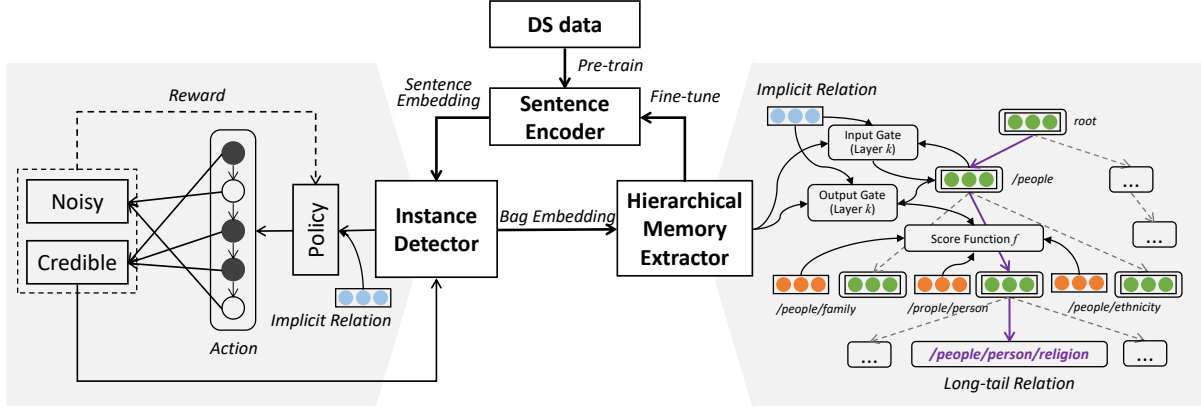 DS data
Pre-train
Sentence
Embedding
Sentence
Encoder
Fine-tune
Reward
Noisy
Credible
Action
Policy
Implicit Relation
Instance
Detector
Bag Embedding
Hierarchical
Memory
Extractor
Implicit Relation
Input Gate
(Layer k)
Output Gate
(Layer k)
root
/people
...
...
Score Function f
/people/family
/prople/person
/people/ethnicity
...
/people/person/religion
...
Long-tail Relation